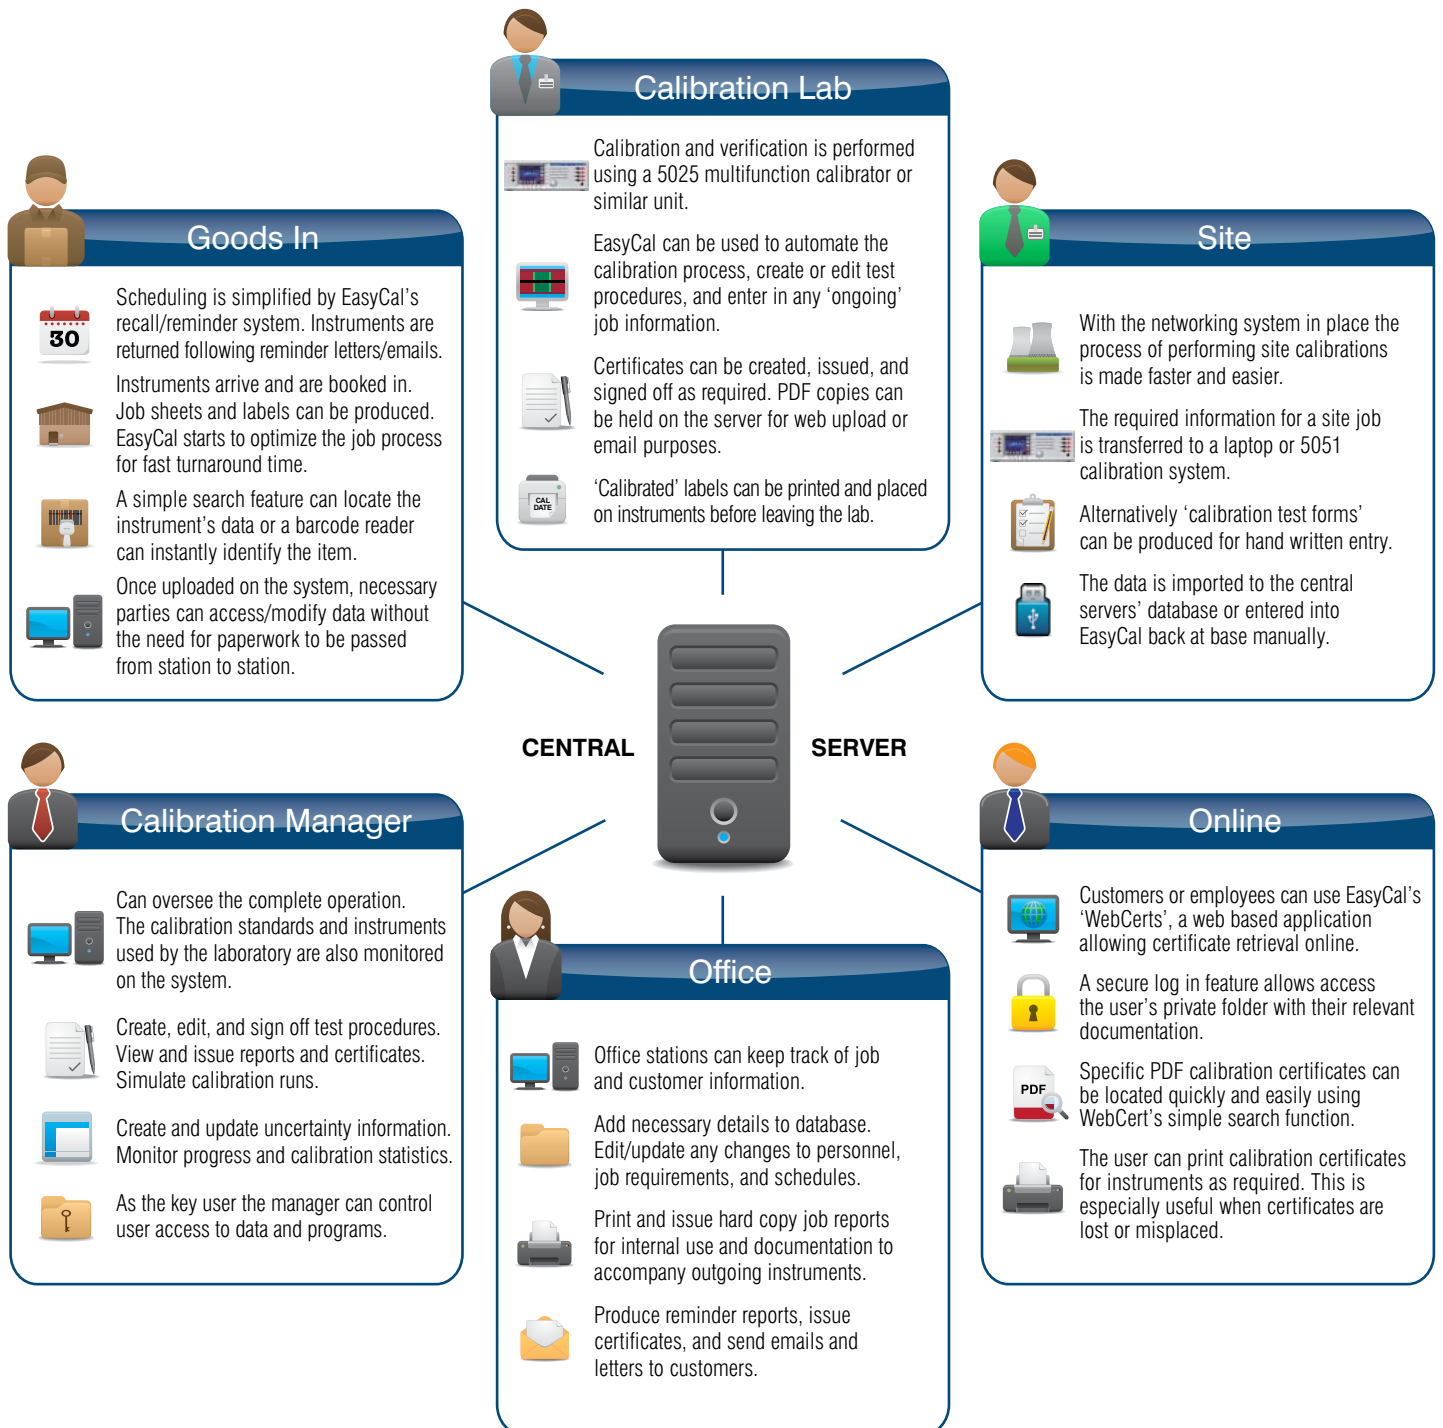 Calibration Lab
Calibration and verification is performed
using a 5025 multifunction calibrator or
similar unit.
EasyCal can be used to automate the
calibration process, create or edit test
procedures, and enter in any ‘ongoing’
job information.
Certificates can be created, issued, and
signed off as required. PDF copies can
be held on the server for web upload or
email purposes.
CAL
DATE
‘Calibrated’ labels can be printed and placed
on instruments before leaving the lab.
Goods In
30
Scheduling is simplified by EasyCal’s
recall/reminder system. Instruments are
returned following reminder letters/emails.
Instruments arrive and are booked in.
Job sheets and labels can be produced.
EasyCal starts to optimize the job process
for fast turnaround time.
A simple search feature can locate the
instrument’s data or a barcode reader
can instantly identify the item.
Once uploaded on the system, necessary
parties can access/modify data without
the need for paperwork to be passed
from station to station.
Site
With the networking system in place the
process of performing site calibrations
is made faster and easier.
The required information for a site job
is transferred to a laptop or 5051
calibration system.
Alternatively ‘calibration test forms’
can be produced for hand written entry.
The data is imported to the central
servers’ database or entered into
EasyCal back at base manually.
CENTRAL SERVER
Calibration Manager
Can oversee the complete operation.
The calibration standards and instruments
used by the laboratory are also monitored
on the system.
Create, edit, and sign off test procedures.
View and issue reports and certificates.
Simulate calibration runs.
Create and update uncertainty information.
Monitor progress and calibration statistics.
As the key user the manager can control
user access to data and programs.
Office
Office stations can keep track of job
and customer information.
Add necessary details to database.
Edit/update any changes to personnel,
job requirements, and schedules.
Print and issue hard copy job reports
for internal use and documentation to
accompany outgoing instruments.
Produce reminder reports, issue
certificates, and send emails and
letters to customers.
Online
Customers or employees can use EasyCal’s
‘WebCerts’, a web based application
allowing certificate retrieval online.
A secure log in feature allows access
the user’s private folder with their relevant
documentation.
PDF
Specific PDF calibration certificates can
be located quickly and easily using
WebCert’s simple search function.
The user can print calibration certificates
for instruments as required. This is
especially useful when certificates are
lost or misplaced.